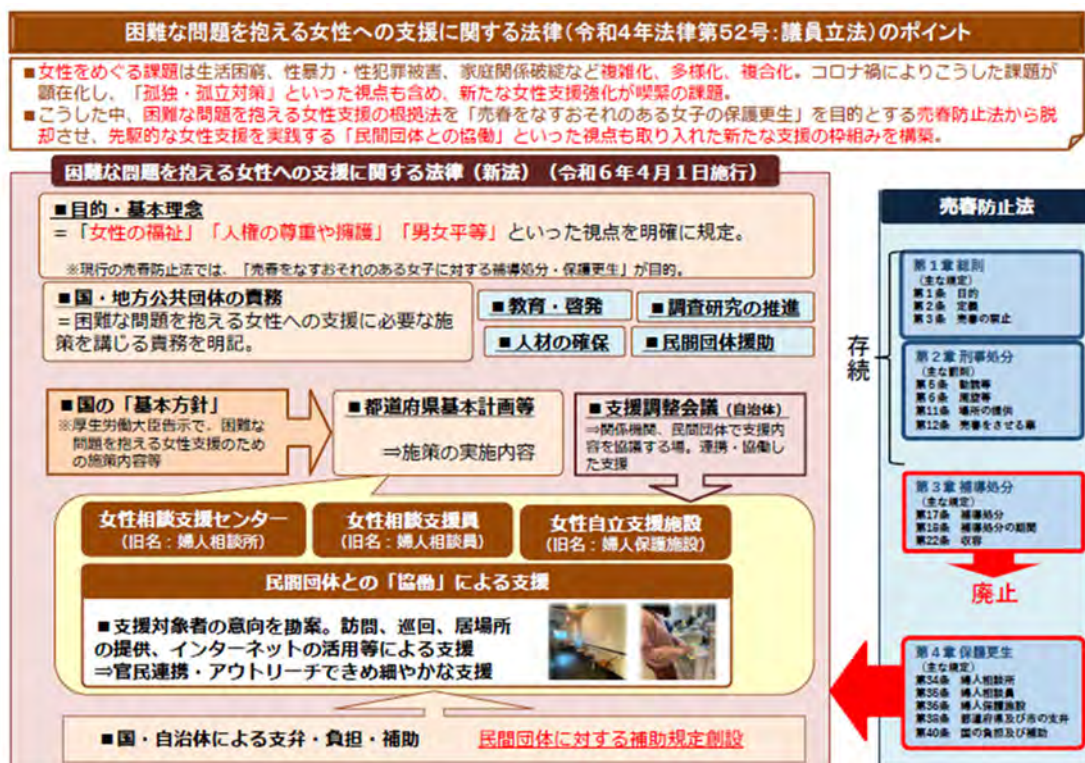 困難な問題を抱える女性への支援に関する法律(令和4年法律第52号:議員立法)のポイント
■女性をめぐる課題は生活困窮、性暴力・性犯罪被害、家庭関係破綻など複雑化、多様化、複合化。コロナ禍によりこうした課題が
顕在化し、「孤独・孤立対策」といった視点も含め、新たな女性支援強化が喫緊の課題。
■こうした中、困難な問題を抱える女性支援の根拠法を「売春をなすおそれのある女子の保護更生」を目的とする売春防止法から脱
却させ、先駆的な女性支援を実践する「民間団体との協働」といった視点も取り入れた新たな支援の枠組みを構築。
困難な問題を抱える女性への支援に関する法律(新法)(令和6年4月1日施行)
■目的・基本理念
=「女性の福祉」「人権の尊重や擁護」「男女平等」といった視点を明確に規定。
※現行の売春防止法では、「売春をなすおそれのある女子に対する補導処分・保護更生」が目的。
■国・地方公共団体の責務
=困難な問題を抱える女性への支援に必要な施
策を講じる責務を明記。
■教育・啓発
■調査研究の推進
■人材の確保
■民間団体援助
■国の「基本方針」
※厚生労働大臣告示で、困難な
問題を抱える女性支援のため
の施策内容等
■都道府県基本計画等
⇒施策の実施内容
■支援調整会議(自治体)
⇒関係機関、民間団体で支援内
容を協議する場。連携・協働し
た支援
女性相談支援センター
(旧名:婦人相談所)
女性相談支援員
(旧名:婦人相談員)
女性自立支援施設
(旧名:婦人保護施設)
民間団体との「協働」による支援
■支援対象者の意向を勘案。訪問、巡回、居場所
の提供、インターネットの活用等による支援
⇒官民連携・アウトリーチできめ細やかな支援
■国・自治体による支弁・負担・補助
民間団体に対する補助規定創設
売春防止法
存続
第1章 総則
(主な規定)
第1条 目的
第2条 定義
第3条 売春の禁止
第2章 刑事処分
(主な罰則)
第5条 勧誘等
第6条 周旋等
第11条 場所の提供
第12条 売春をさせる業
第3章 補導処分
(主な規定)
第17条 補導処分
第18条 補導処分の期間
第22条 収容
廃止
第4章 保護更生
(主な規定)
第34条 婦人相談所
第35条 婦人相談員
第36条 婦人保護施設
第38条 都道府県及び市の支弁
第40条 国の負担及び補助